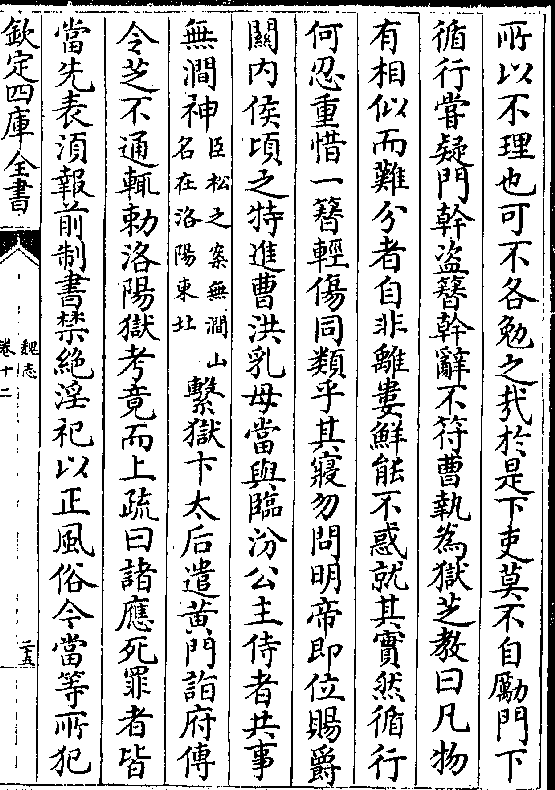 所以不理也可不各勉之㢤於是下吏莫不自勵門下
循行嘗疑門幹盜簪幹辭不符曹執為獄芝教曰凡物
有相似而難分者自非離婁鮮能不惑就其實然循行
何忍重惜一簪輕傷同類乎其寢勿問明帝即位賜爵
關内侯頃之特進曹洪乳母當與臨汾公主侍者共事
無澗神臣松之案無澗山名在洛陽東北繫獄卞太后遣黄門詣府傳
令芝不通輒勅洛陽獄考竟而上疏曰諸應死罪者皆
當先表須報前制書禁絶淫祀以正風俗今當等所犯
欽定四庫全書
魏志
卷十二
二十五